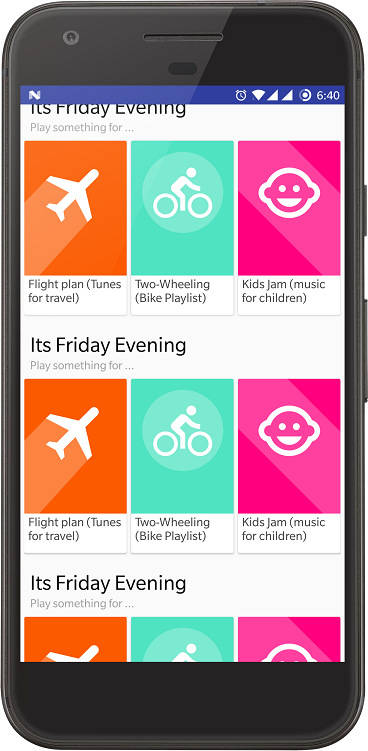 6:40
Its Friday Evening
Play something for ...
Flight plan (Tunes
for travel)
Two-Wheeling
(Bike Playlist)
Kids Jam (music
for children)
Its Friday Evening
Play something for ...
Flight plan (Tunes
for travel)
Two-Wheeling
(Bike Playlist)
Kids Jam (music
for children)
Its Friday Evening
Play something for ...